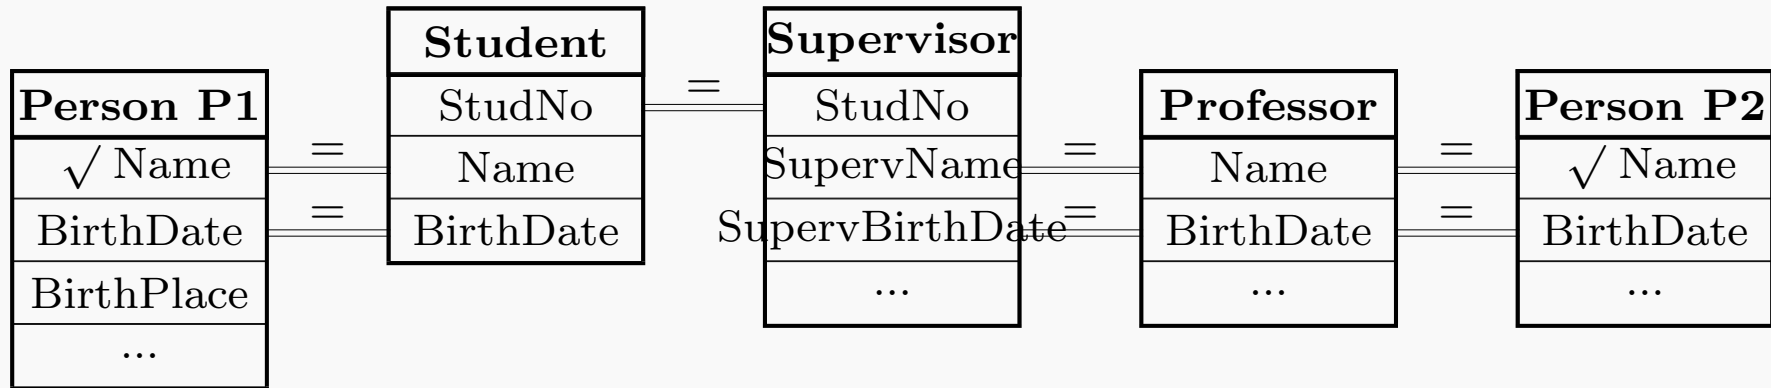 Person P1
√ Name
BirthDate
BirthPlace
...
=
=
Student
StudNo
Name
BirthDate
=
Supervisor
StudNo
SupervName
SupervBirthDate
...
=
=
Professor
Name
BirthDate
...
=
=
Person P2
√ Name
BirthDate
...